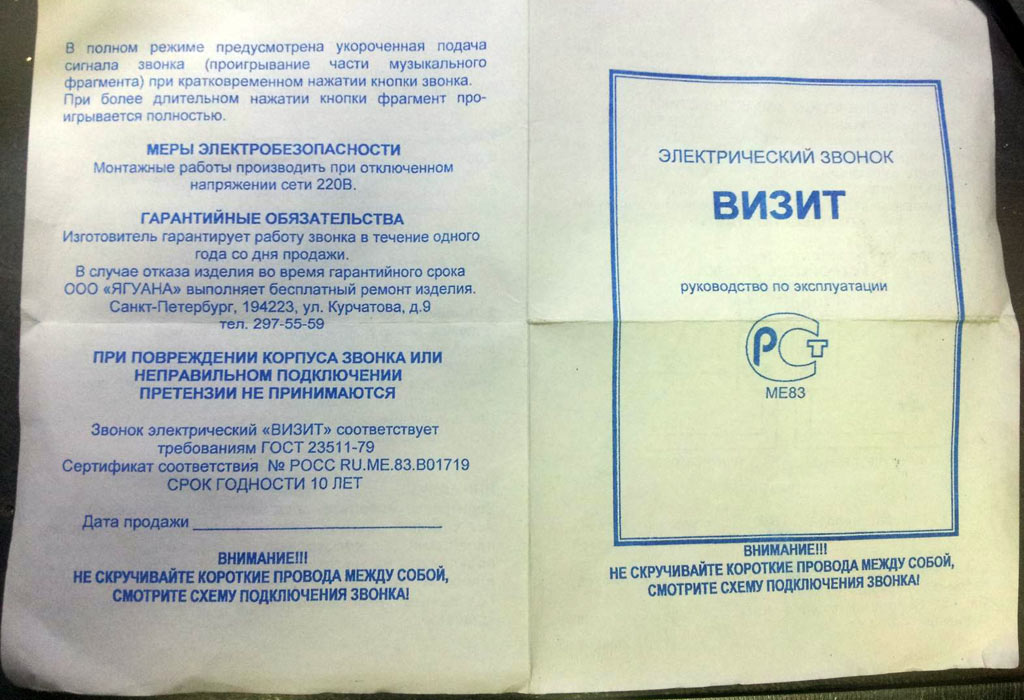 В полном режиме предусмотрена укороченная подача
сигнала звонка (проигрывание части музыкального
фрагмента) при кратковременном нажатии кнопки звонка.
При более длительном нажатии кнопки фрагмент про-
игрывается полностью.
МЕРЫ ЭЛЕКТРОБЕЗОПАСНОСТИ
Монтажные работы производить при отключенном
напряжении сети 220В.
ГАРАНТИЙНЫЕ ОБЯЗАТЕЛЬСТВА
Изготовитель гарантирует работу звонка в течение одного
года со дня продажи.
В случае отказа изделия во время гарантийного срока
ООО «ЯГУАНА» выполняет бесплатный ремонт изделия.
Санкт-Петербург, 194223, ул. Курчатова, д.9
тел. 297-55-59
ПРИ ПОВРЕЖДЕНИИ КОРПУСА ЗВОНКА ИЛИ
НЕПРАВИЛЬНОМ ПОДКЛЮЧЕНИИ
ПРЕТЕНЗИИ НЕ ПРИНИМАЮТСЯ
Звонок электрический «ВИЗИТ» соответствует
требованиям ГОСТ 23511-79
Сертификат соответствия № РОСС RU.ME.83.B01719
СРОК ГОДНОСТИ 10 ЛЕТ
Дата продажи ____________________________
ВНИМАНИЕ!!!
НЕ СКРУЧИВАЙТЕ КОРОТКИЕ ПРОВОДА МЕЖДУ СОБОЙ,
СМОТРИТЕ СХЕМУ ПОДКЛЮЧЕНИЯ ЗВОНКА!
ЭЛЕКТРИЧЕСКИЙ ЗВОНОК
ВИЗИТ
руководство по эксплуатации
РСТ
МЕ83
ВНИМАНИЕ!!!
НЕ СКРУЧИВАЙТЕ КОРОТКИЕ ПРОВОДА МЕЖДУ СОБОЙ,
СМОТРИТЕ СХЕМУ ПОДКЛЮЧЕНИЯ ЗВОНКА!